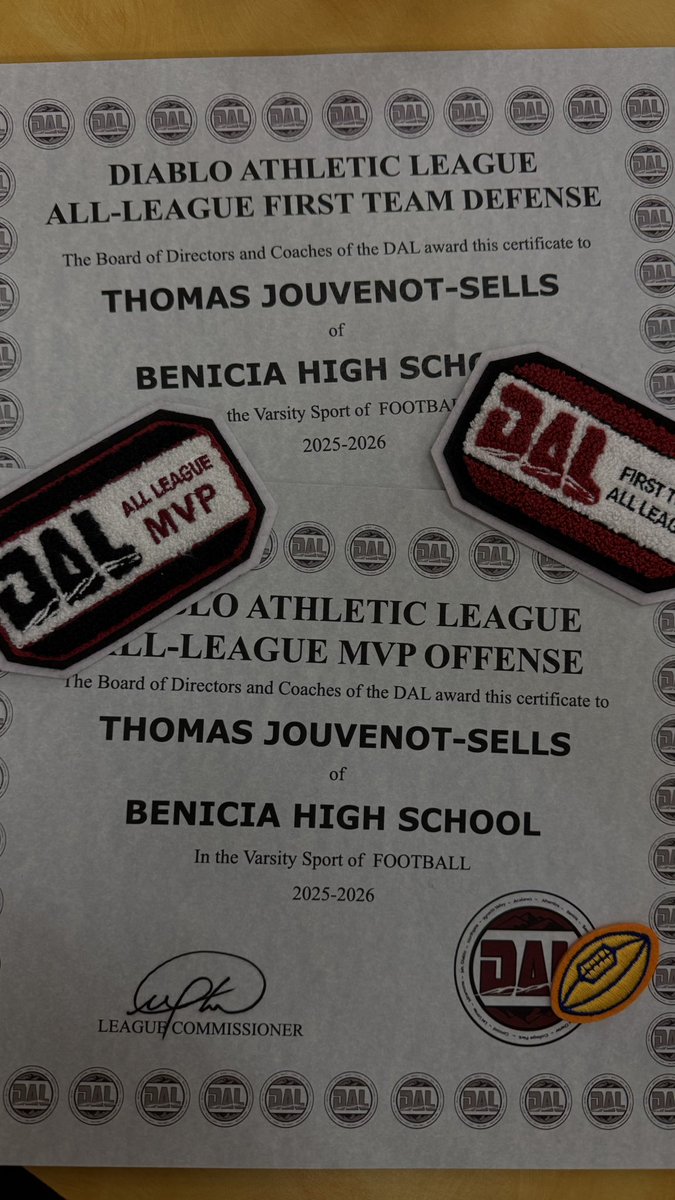 DIABLO ATHLETIC LEAGUE
ALL-LEAGUE FIRST TEAM DEFENSE
The Board of Directors and Coaches of the DAL award this certificate to
THOMAS JOUVENOT-SELLS
of
BENICIA HIGH SCHO
the Varsity Sport of FOOTBAL
2025-2026
DAL
ALL LEAGUE
MVP
DAL
FIRST T
ALL LEAGU
BLO ATHLETIC LEAGUE
ALL-LEAGUE MVP OFFENSE
The Board of Directors and Coaches of the DAL award this certificate to
THOMAS JOUVENOT-SELLS
of
BENICIA HIGH SCHOOL
In the Varsity Sport of FOOTBALL
2025-2026
DAL
LEAGUE COMMISSIONER